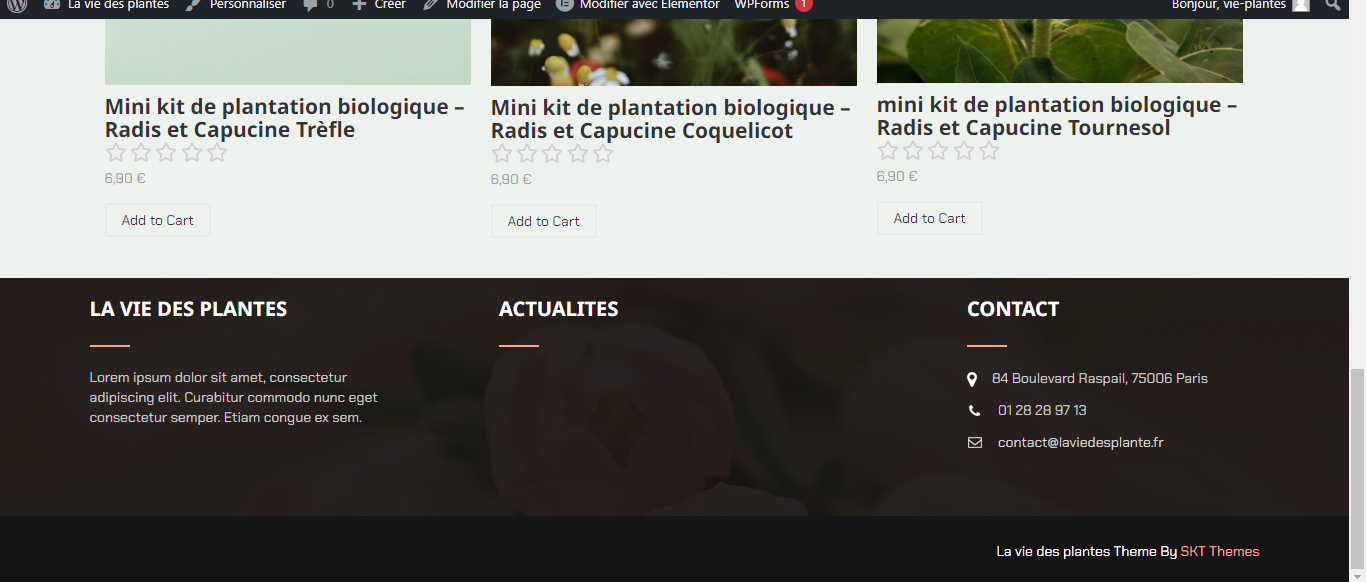 La vie des plantes Personnaliser 0 Créer Modifier la page Modifier avec Elementor WPForms 1 Bonjour, vie-plantes
Mini kit de plantation biologique –
Radis et Capucine Trèfle
6,90 €
Add to Cart
Mini kit de plantation biologique –
Radis et Capucine Coquelicot
6,90 €
Add to Cart
mini kit de plantation biologique –
Radis et Capucine Tournesol
6,90 €
Add to Cart
LA VIE DES PLANTES
Lorem ipsum dolor sit amet, consectetur
adipiscing elit. Curabitur commodo nunc eget
consectetur semper. Etiam congue ex sem.
ACTUALITES
CONTACT
84 Boulevard Raspail, 75006 Paris
01 28 28 97 13
contact@laviedesplante.fr
La vie des plantes Theme By SKT Themes